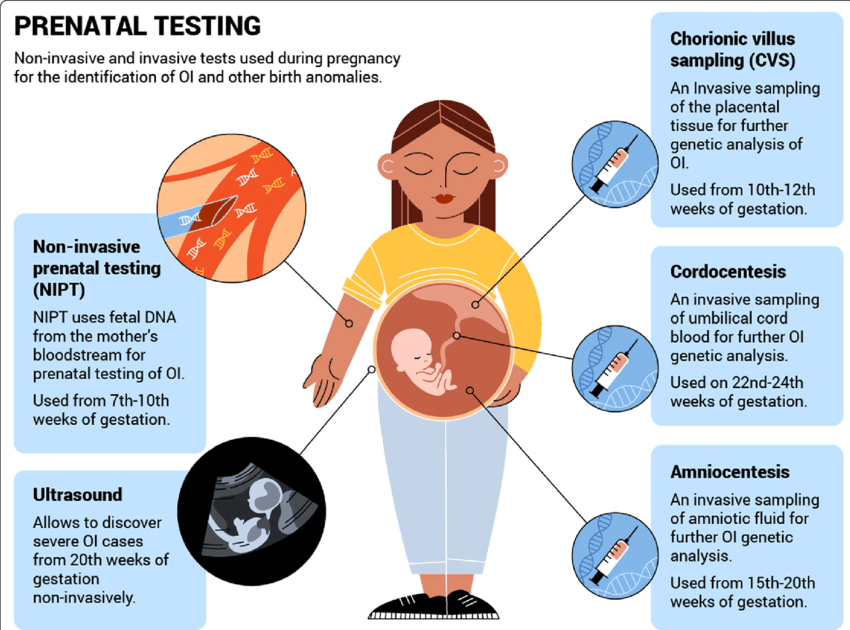 PRENATAL TESTING
Non-invasive and invasive tests used during pregnancy
for the identification of OI and other birth anomalies.
Non-invasive
prenatal testing
(NIPT)
NIPT uses fetal DNA
from the mother's
bloodstream for
prenatal testing of OI.
Used from 7th-10th
weeks of gestation.
Ultrasound
Allows to discover
severe OI cases
from 20th weeks of
gestation
non-invasively.
Chorionic villus
sampling (CVS)
An Invasive sampling
of the placental
tissue for further
genetic analysis of
OI.
Used from 10th-12th
weeks of gestation.
Cordocentesis
An invasive sampling
of umbilical cord
blood for further OI
genetic analysis.
Used on 22nd-24th
weeks of gestation.
Amniocentesis
An invasive sampling
of amniotic fluid for
further OI genetic
analysis.
Used from 15th-20th
weeks of gestation.